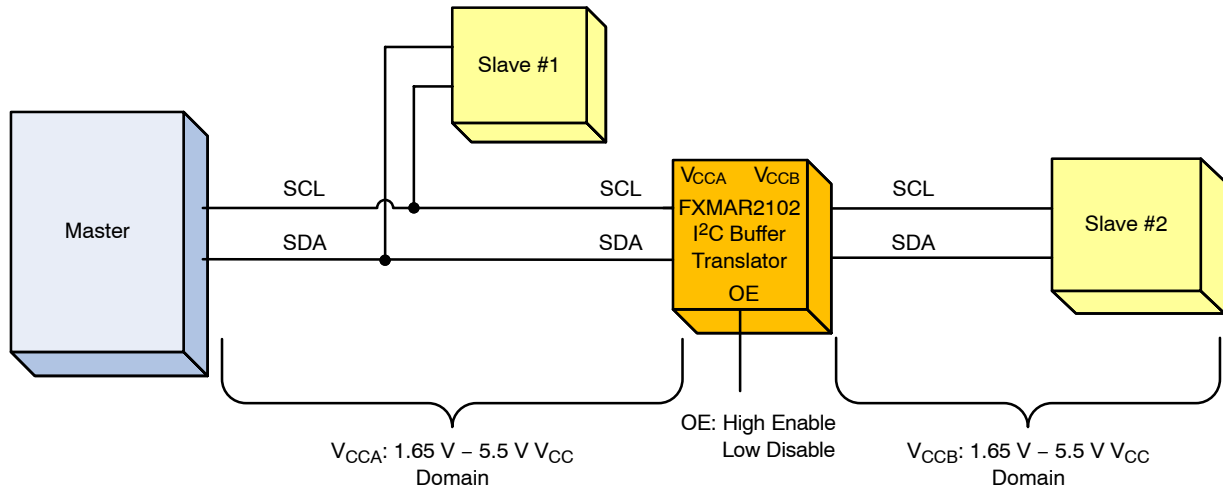 Slave #1
Master
SCL
SDA
SCL
SDA
VCCA VCCB
FXMAR2102
I²C Buffer
Translator
OE
SCL
SDA
Slave #2
OE: High Enable
Low Disable
VCCA: 1.65 V – 5.5 V VCC
Domain
VCCB: 1.65 V – 5.5 V VCC
Domain